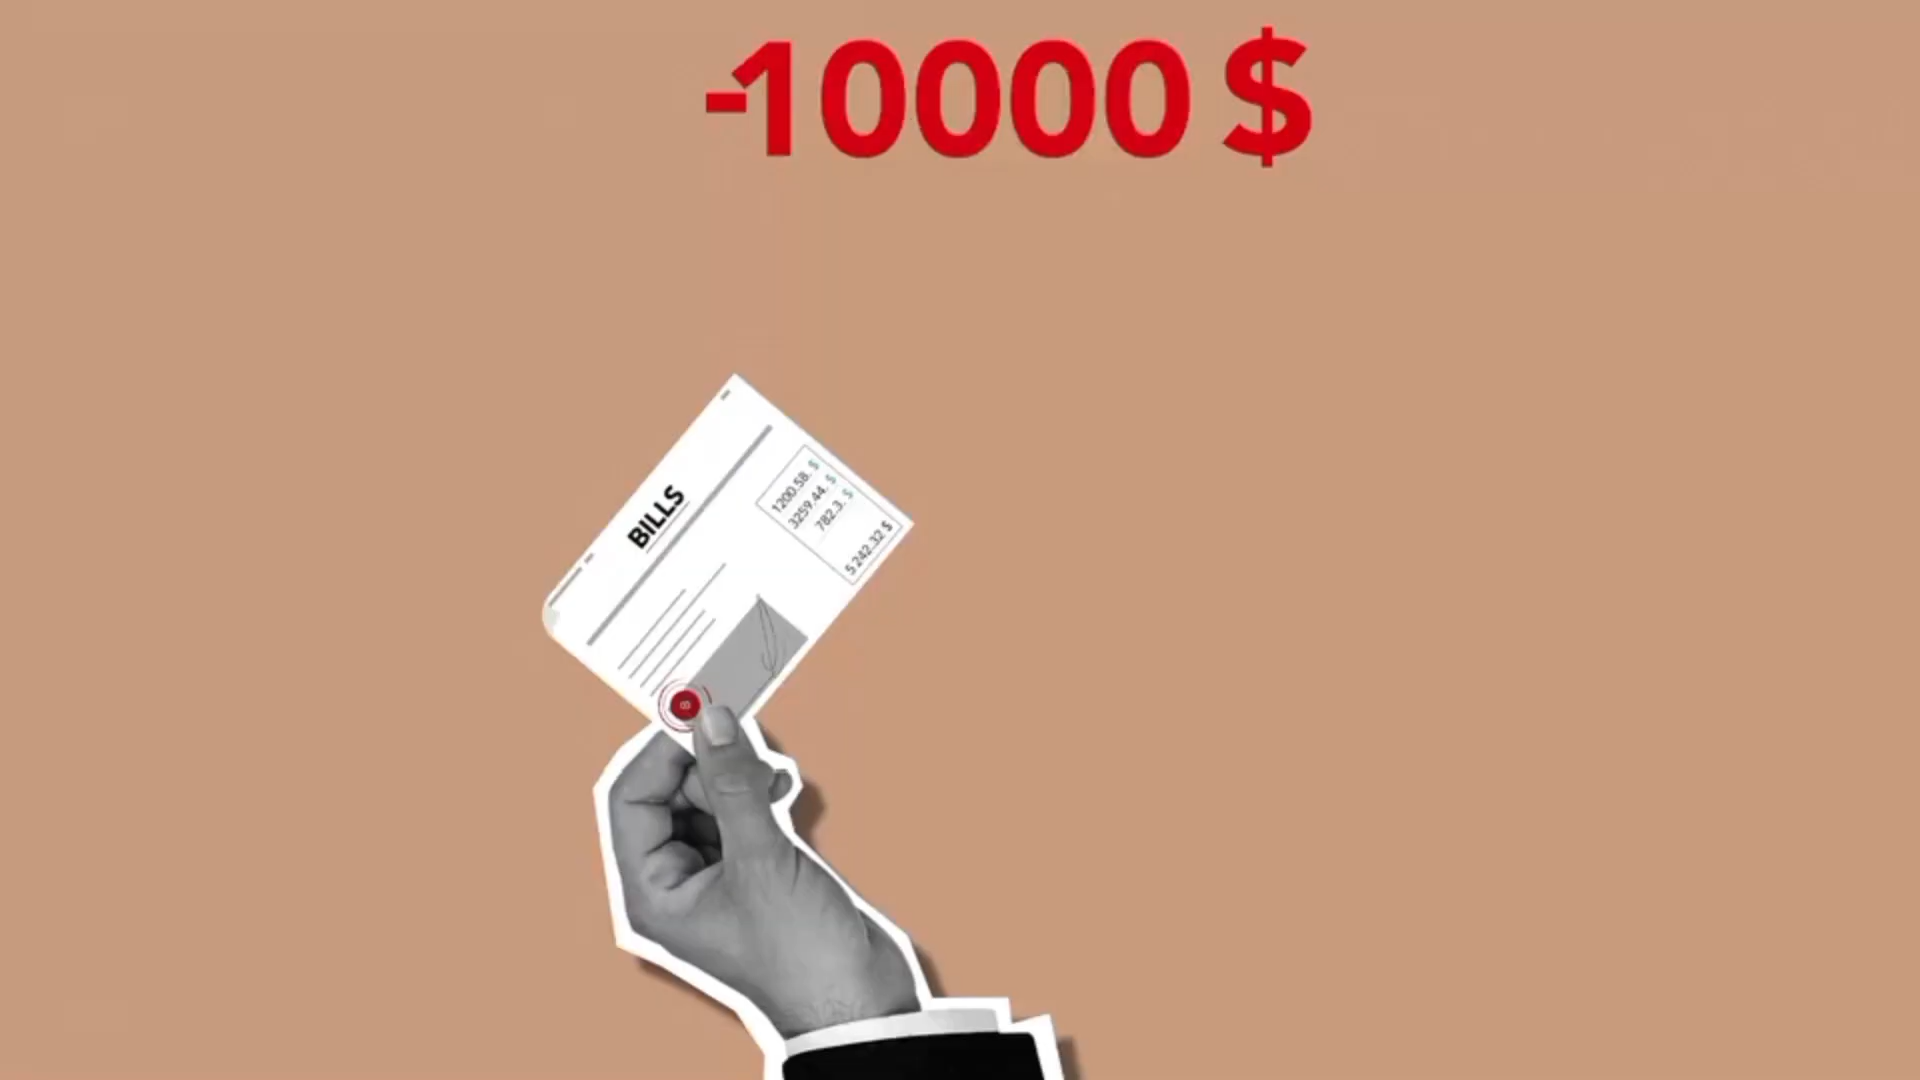 -10000 $
BILLS
1200.58. $
3259.44. $
782.3. $
5 242.32 $